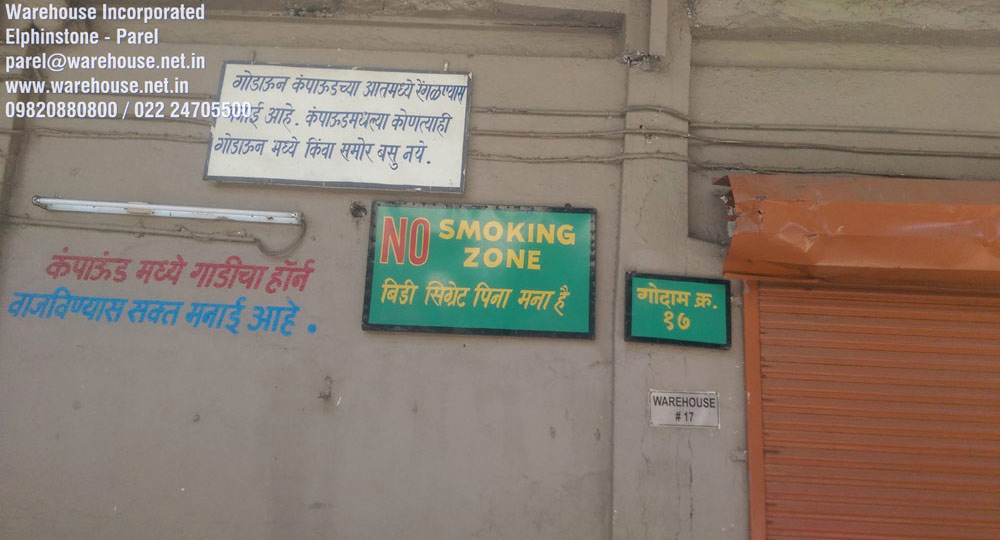 Warehouse Incorporated
Elphinstone - Parel
parel@warehouse.net.in
www.warehouse.net.in
09820880800 / 022 24705500
गोडाऊन कंपाऊडच्या आतमध्ये रेंगळण्यास
आहे. कंपाऊडमधल्या कोणत्याही
गोडाऊन मध्ये किंवा समोर बसु नये.
NO SMOKING
ZONE
बिडी सिग्रेट पिना मना है
कंपाऊंड मध्ये गाडीचा हॉर्न
वाजविण्यास सक्त मनाई आहे.
गोदाम क्र.
१७
WAREHOUSE
# 17